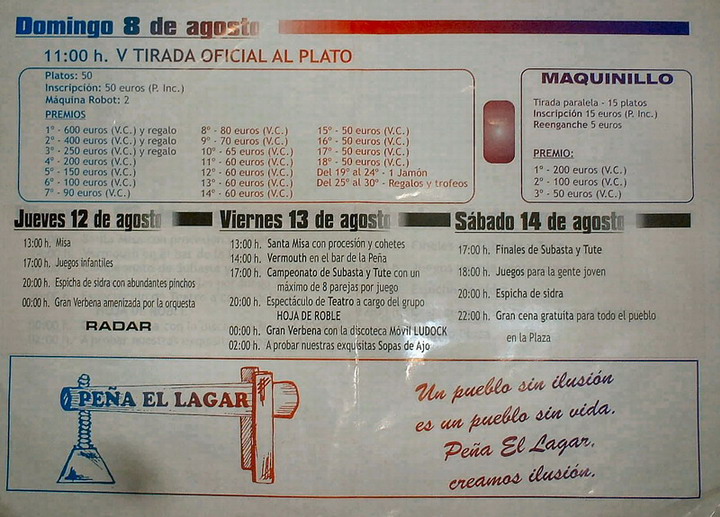 Domingo 8 de agosto
11:00 h. V TIRADA OFICIAL AL PLATO
Platos: 50
Inscripción: 50 euros (P. Inc.)
Máquina Robot: 2
PREMIOS
1º - 600 euros (V.C.) y regalo
2º - 400 euros (V.C.) y regalo
3º - 250 euros (V.C.) y regalo
4º - 200 euros (V.C.)
5º - 150 euros (V.C.)
6º - 100 euros (V.C.)
7º - 90 euros (V.C.)
8º - 80 euros (V.C.)
9º - 70 euros (V.C.)
10º - 65 euros (V.C.)
11º - 60 euros (V.C.)
12º - 60 euros (V.C.)
13º - 60 euros (V.C.)
14º - 60 euros (V.C.)
15º - 50 euros (V.C.)
16º - 50 euros (V.C.)
17º - 50 euros (V.C.)
18º - 50 euros (V.C.)
Del 19º al 24º - 1 Jamón
Del 25º al 30º - Regalos y trofeos
MAQUINILLO
Tirada paralela - 15 platos
Inscripción 15 euros (P. Inc.)
Reenganche 5 euros
PREMIO:
1º - 200 euros (V.C.)
2º - 100 euros (V.C.)
3º - 50 euros (V.C.)
Jueves 12 de agosto
13:00 h. Misa
17:00 h. Juegos infantiles
20:00 h. Espicha de sidra con abundantes pinchos
00:00 h. Gran Verbena amenizada por la orquesta
RADAR
Viernes 13 de agosto
13:00 h. Santa Misa con procesión y cohetes
14:00 h. Vermouth en el bar de la Peña
17:00 h. Campeonato de Subasta y Tute con un
máximo de 8 parejas por juego
20:00 h. Espectáculo de Teatro a cargo del grupo
HOJA DE ROBLE
00:00 h. Gran Verbena con la discoteca Móvil LUDOCK
02:00 h. A probar nuestras exquisitas Sopas de Ajo
Sábado 14 de agosto
17:00 h. Finales de Subasta y Tute
18:00 h. Juegos para la gente joven
20:00 h. Espicha de sidra
22:00 h. Gran cena gratuita para todo el pueblo
en la Plaza
PEÑA EL LAGAR
Un pueblo sin ilusión
es un pueblo sin vida.
Peña El Lagar,
creamos ilusión.